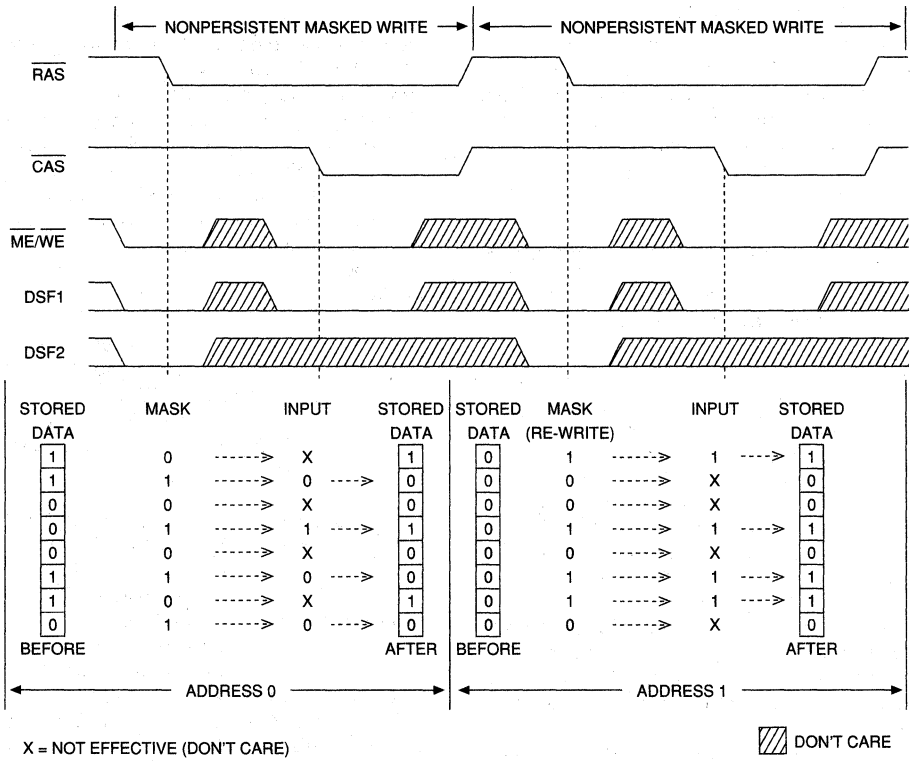 NONPERSISTENT MASKED WRITE NONPERSISTENT MASKED WRITE
RAS
CAS
ME/WE
DSF1
DSF2
STORED MASK INPUT STORED STORED MASK INPUT STORED
DATA DATA DATA (RE-WRITE) DATA
1 0 X 1 0 1 1 1
1 1 0 0 0 0 X 0
0 0 X 0 0 0 X 0
0 1 1 1 0 1 1 1
0 0 X 0 0 0 X 0
1 1 0 0 0 1 1 1
1 0 X 1 0 1 1 1
0 1 0 0 0 0 X 0
BEFORE AFTER BEFORE AFTER
ADDRESS 0 ADDRESS 1
X = NOT EFFECTIVE (DON'T CARE) DON'T CARE